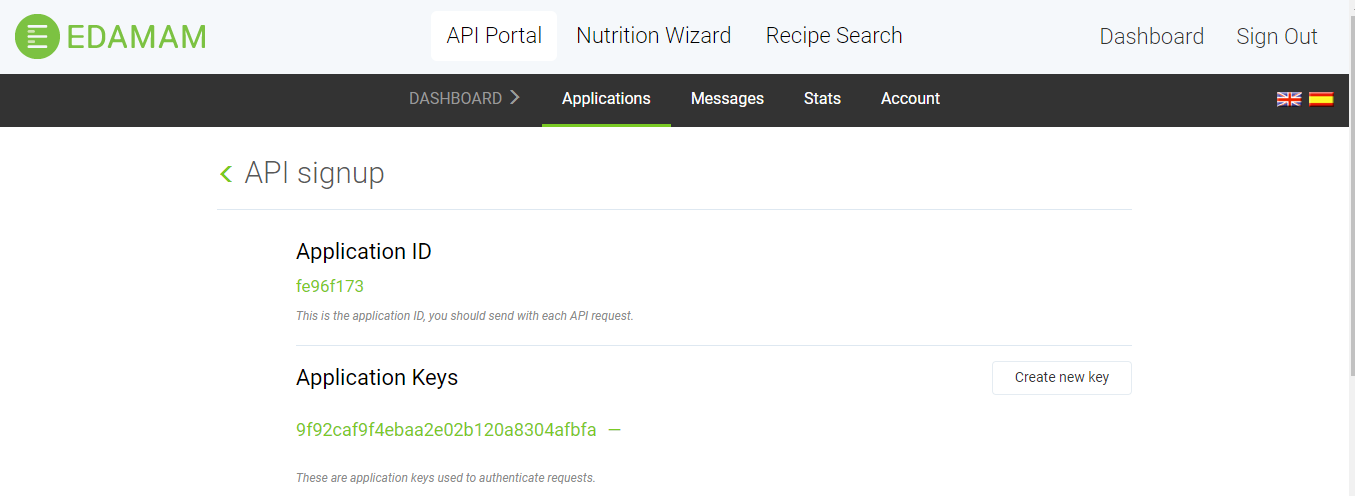 EDAMAM
API Portal Nutrition Wizard Recipe Search Dashboard Sign Out
DASHBOARD Applications Messages Stats Account
API signup
Application ID
fe96f173
This is the application ID, you should send with each API request.
Application Keys Create new key
9f92caf9f4ebaa2e02b120a8304afbfa —
These are application keys used to authenticate requests.